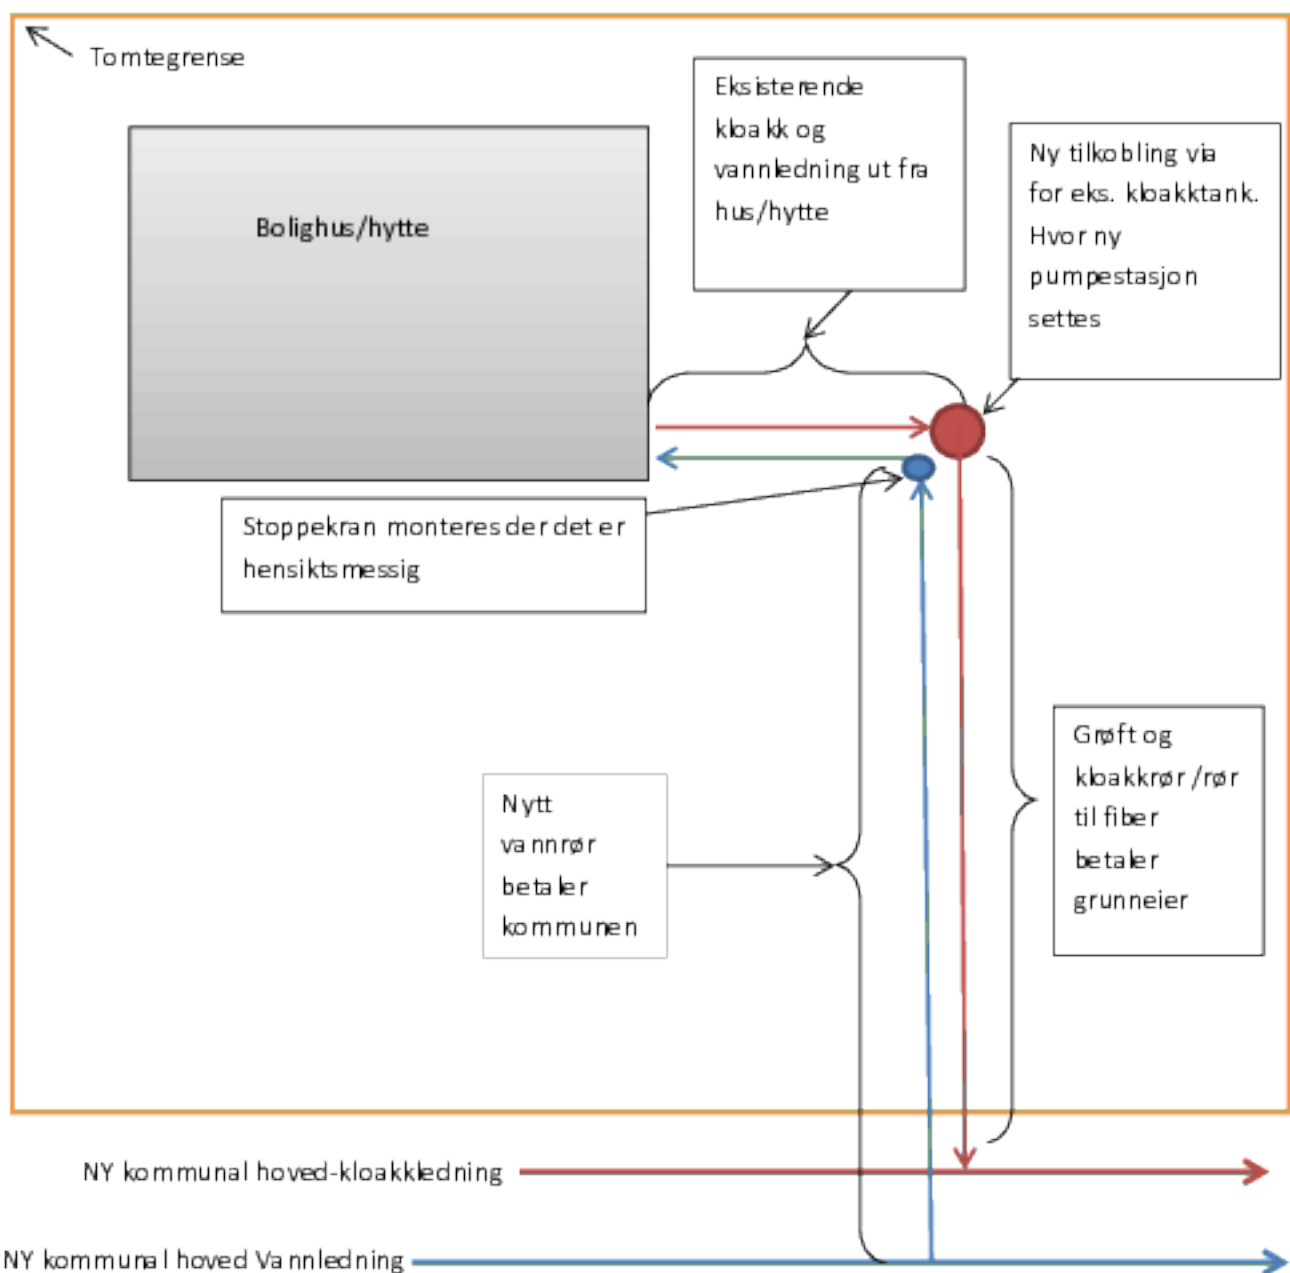 Tomtegrense
Eksisterende
kloakk og
vannledning ut fra
hus/hytte
Ny tilkobling via
for eks. kloakktank.
Hvor ny
pumpestasjon
settes
Bolighus/hytte
Stoppekran monteres der det er
hensiktsmessig
Nytt
vannrør
betaler
kommunen
Grøft og
kloakkrør/rør
til fiber
betaler
grunneier
NY kommunal hoved-kloakkledning
NY kommunal hoved Vannledning